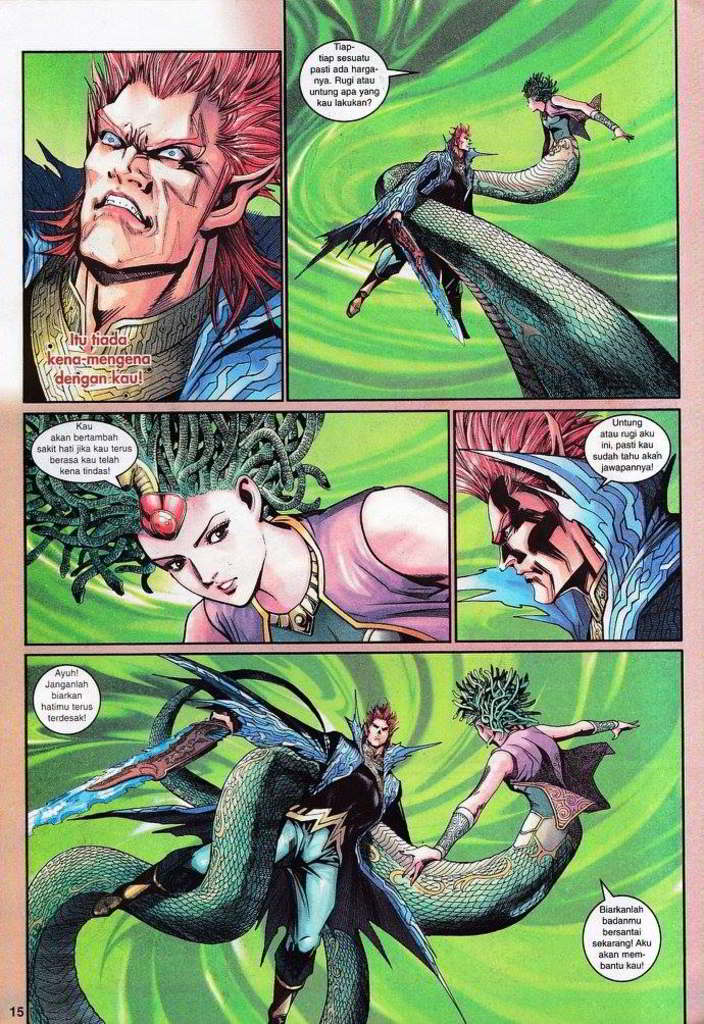 Itu tiada
kena-mengena
dengan kau!
Tiap-
tiap sesuatu
pasti ada harga-
nya. Rugi atau
untung apa yang
kau lakukan?
Kau
akan bertambah
sakit hati jika kau terus
berasa kau telah
kena tindas!
Untung
atau rugi aku
ini, pasti kau
sudah tahu akan
jawapannya!
Ayuh!
Janganlah
biarkan
hatimu terus
terdesak!
Biarkanlah
badanmu
bersantai
sekarang! Aku
akan mem-
bantu kau!
15